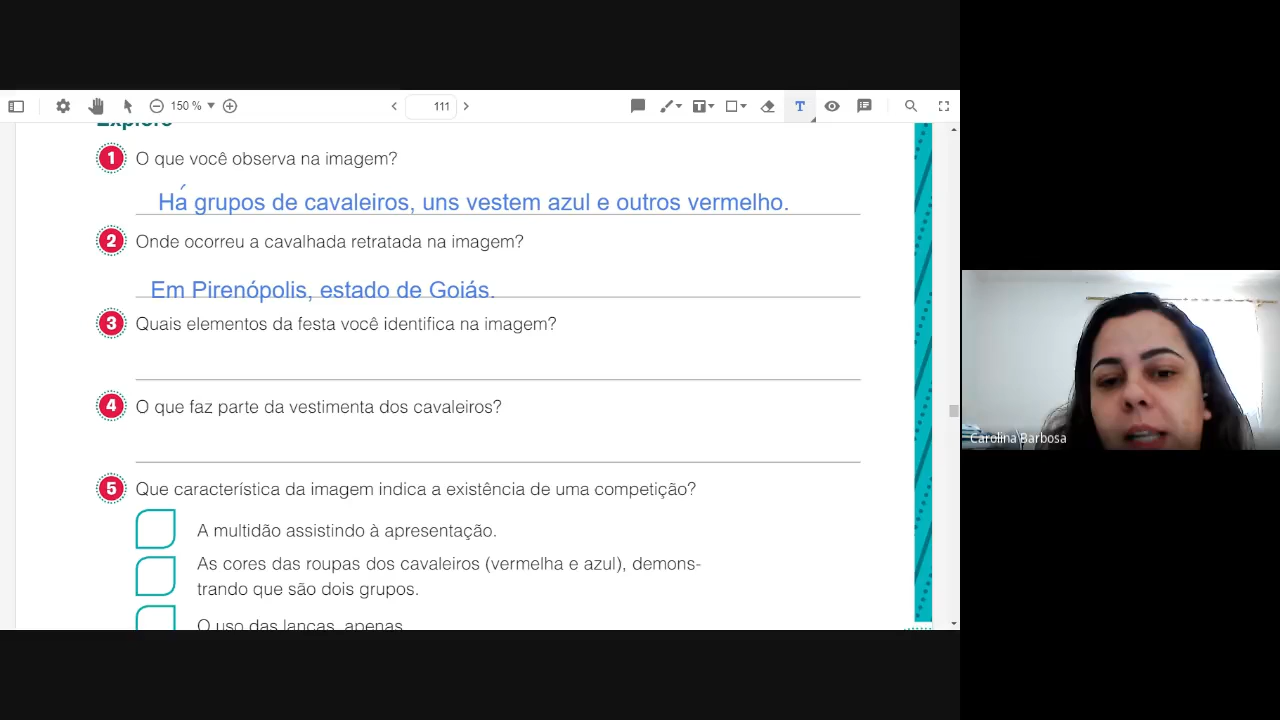 150 %
111
T
T
Explore
1 O que você observa na imagem?
Há grupos de cavaleiros, uns vestem azul e outros vermelho.
2 Onde ocorreu a cavalhada retratada na imagem?
Em Pirenópolis, estado de Goiás.
3 Quais elementos da festa você identifica na imagem?
4 O que faz parte da vestimenta dos cavaleiros?
5 Que característica da imagem indica a existência de uma competição?
A multidão assistindo à apresentação.
As cores das roupas dos cavaleiros (vermelha e azul), demons-
trando que são dois grupos.
O uso das lanças, apenas.
Carolina Barbosa